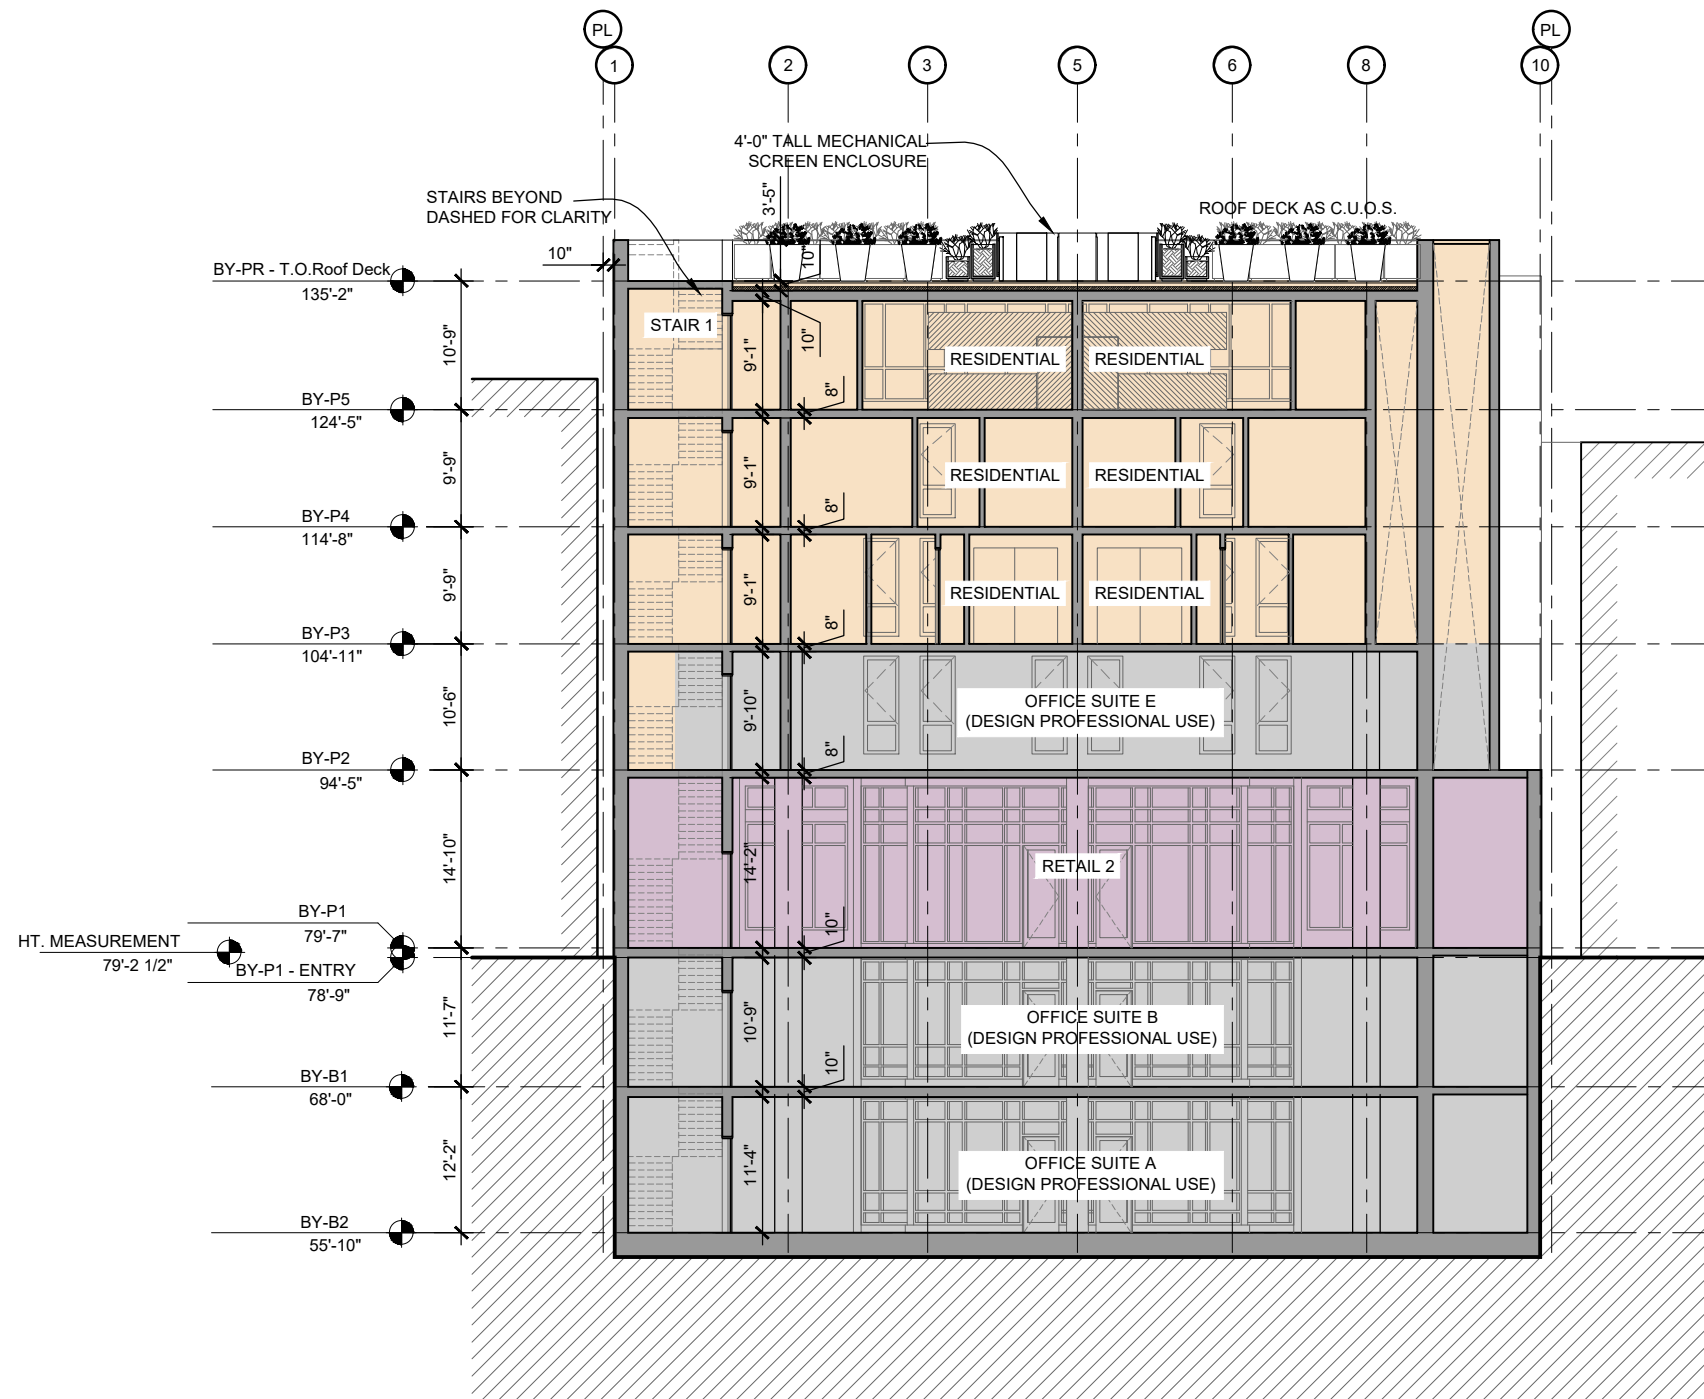 PL
PL
1
2
3
5
6
8
10
4'-0" TALL MECHANICAL
SCREEN ENCLOSURE
STAIRS BEYOND
DASHED FOR CLARITY
3'-5"
ROOF DECK AS C.U.O.S.
10"
10"
BY-PR - T.O.Roof Deck
135'-2"
STAIR 1
10'-9"
9'-1"
10"
RESIDENTIAL
RESIDENTIAL
8"
BY-P5
124'-5"
9'-9"
9'-1"
RESIDENTIAL
RESIDENTIAL
8"
BY-P4
114'-8"
9'-9"
9'-1"
RESIDENTIAL
RESIDENTIAL
8"
BY-P3
104'-11"
10'-6"
9'-10"
OFFICE SUITE E
(DESIGN PROFESSIONAL USE)
8"
BY-P2
94'-5"
14'-10"
14'-2"
RETAIL 2
10"
BY-P1
79'-7"
HT. MEASUREMENT
79'-2 1/2"
BY-P1 - ENTRY
78'-9"
11'-7"
10'-9"
OFFICE SUITE B
(DESIGN PROFESSIONAL USE)
10"
BY-B1
68'-0"
12'-2"
11'-4"
OFFICE SUITE A
(DESIGN PROFESSIONAL USE)
BY-B2
55'-10"